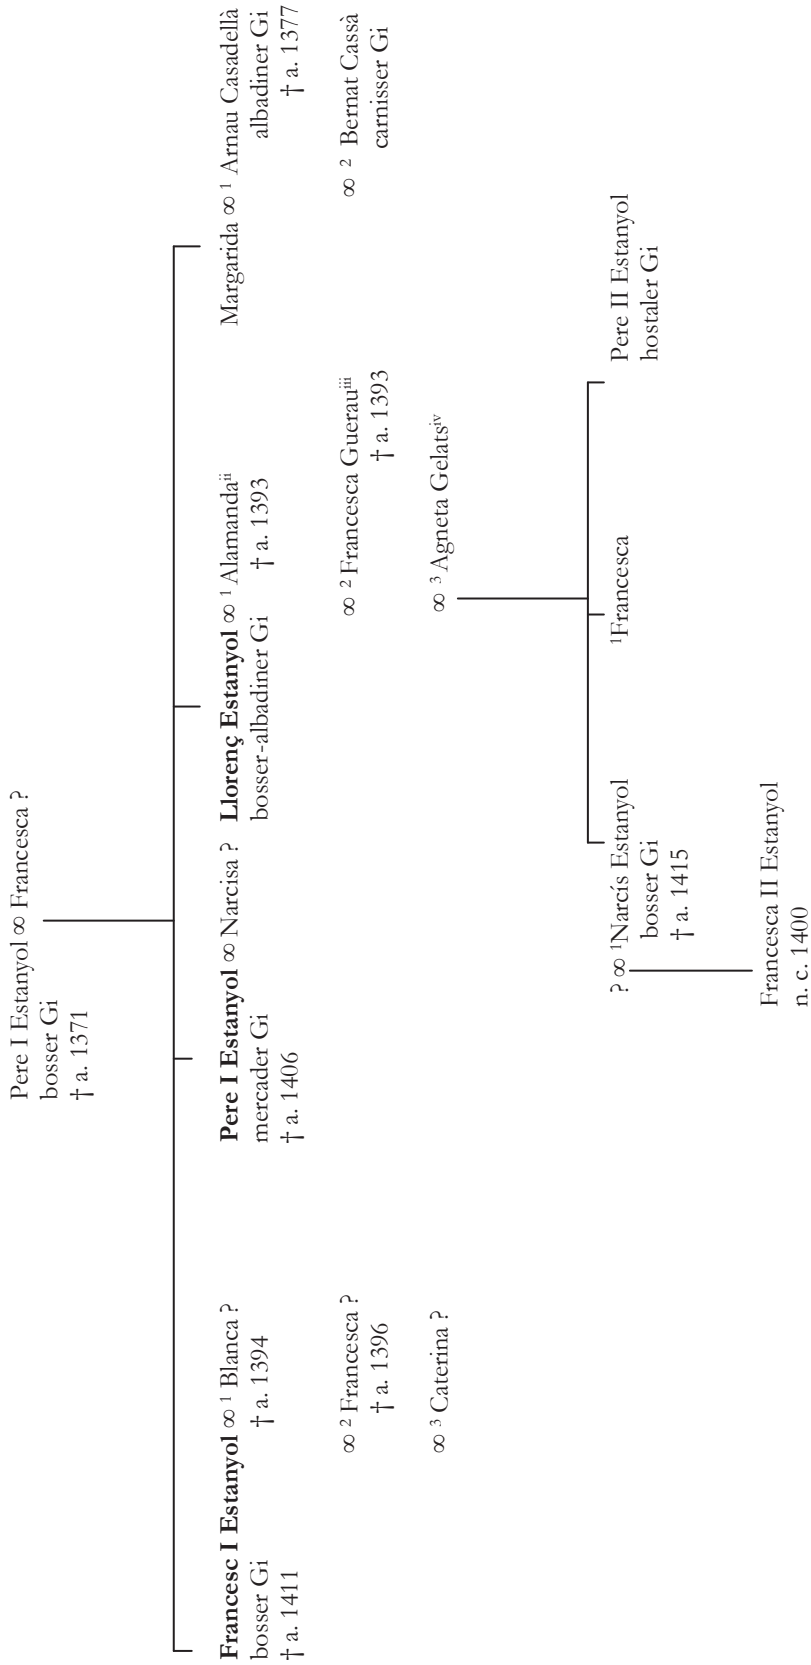 Pere I Estanyol ∞ Francesca ?
bosser Gi
† a. 1371
Francesc I Estanyol ∞ ¹ Blanca ?
bosser Gi
† a. 1394
† a. 1411
∞ ² Francesca ?
† a. 1396
∞ ³ Caterina ?
Pere I Estanyol ∞ Narcisa ?
mercader Gi
† a. 1406
Llorenç Estanyol ∞ ¹ Alamandaⁱⁱ
bosser-albadiner Gi
† a. 1393
∞ ² Francesca Guerauⁱⁱⁱ
† a. 1393
∞ ³ Agneta Gelatsⁱᵛ
Margarida ∞ ¹ Arnau Casadellà
albadiner Gi
† a. 1377
∞ ² Bernat Cassà
carnisser Gi
? ∞ ¹Narcís Estanyol
bosser Gi
† a. 1415
¹Francesca
Pere II Estanyol
hostaler Gi
Francesca II Estanyol
n. c. 1400